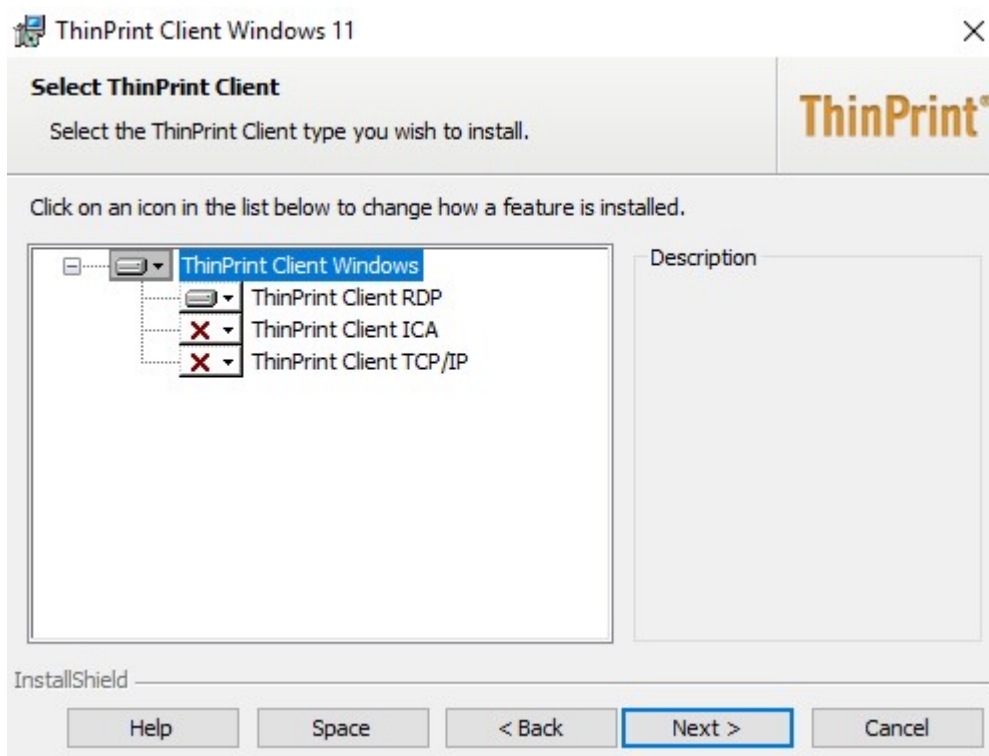 ThinPrint Client Windows 11
Select ThinPrint Client
Select the ThinPrint Client type you wish to install.
ThinPrint®
Click on an icon in the list below to change how a feature is installed.
ThinPrint Client Windows
ThinPrint Client RDP
ThinPrint Client ICA
ThinPrint Client TCP/IP
Description
InstallShield
Help
Space
< Back
Next >
Cancel